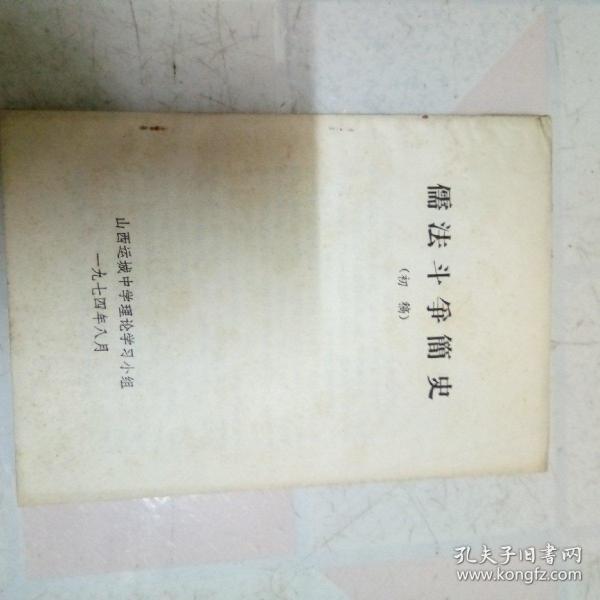 儒法斗争简史
（初稿）
山西运城中学理论学习小组
一九七四年八月
孔夫子旧书网
www.kongfz.com